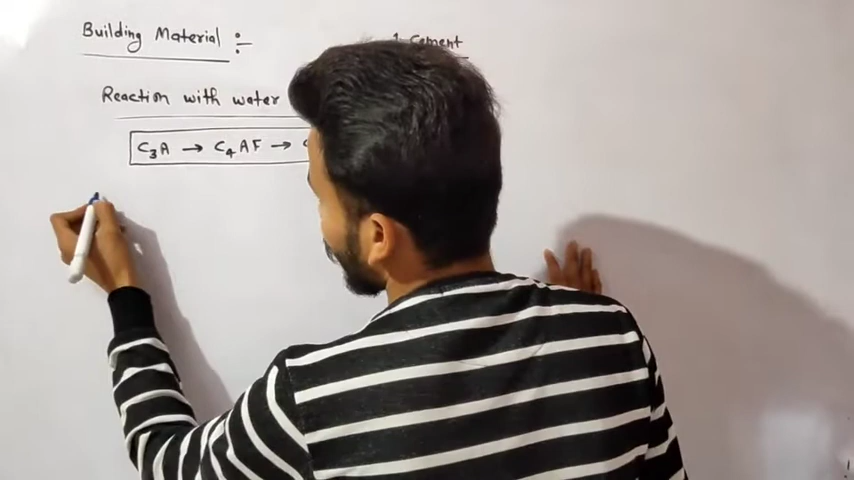 Building Material :- 1. Cement
Reaction with water
C₃A → C₄AF →